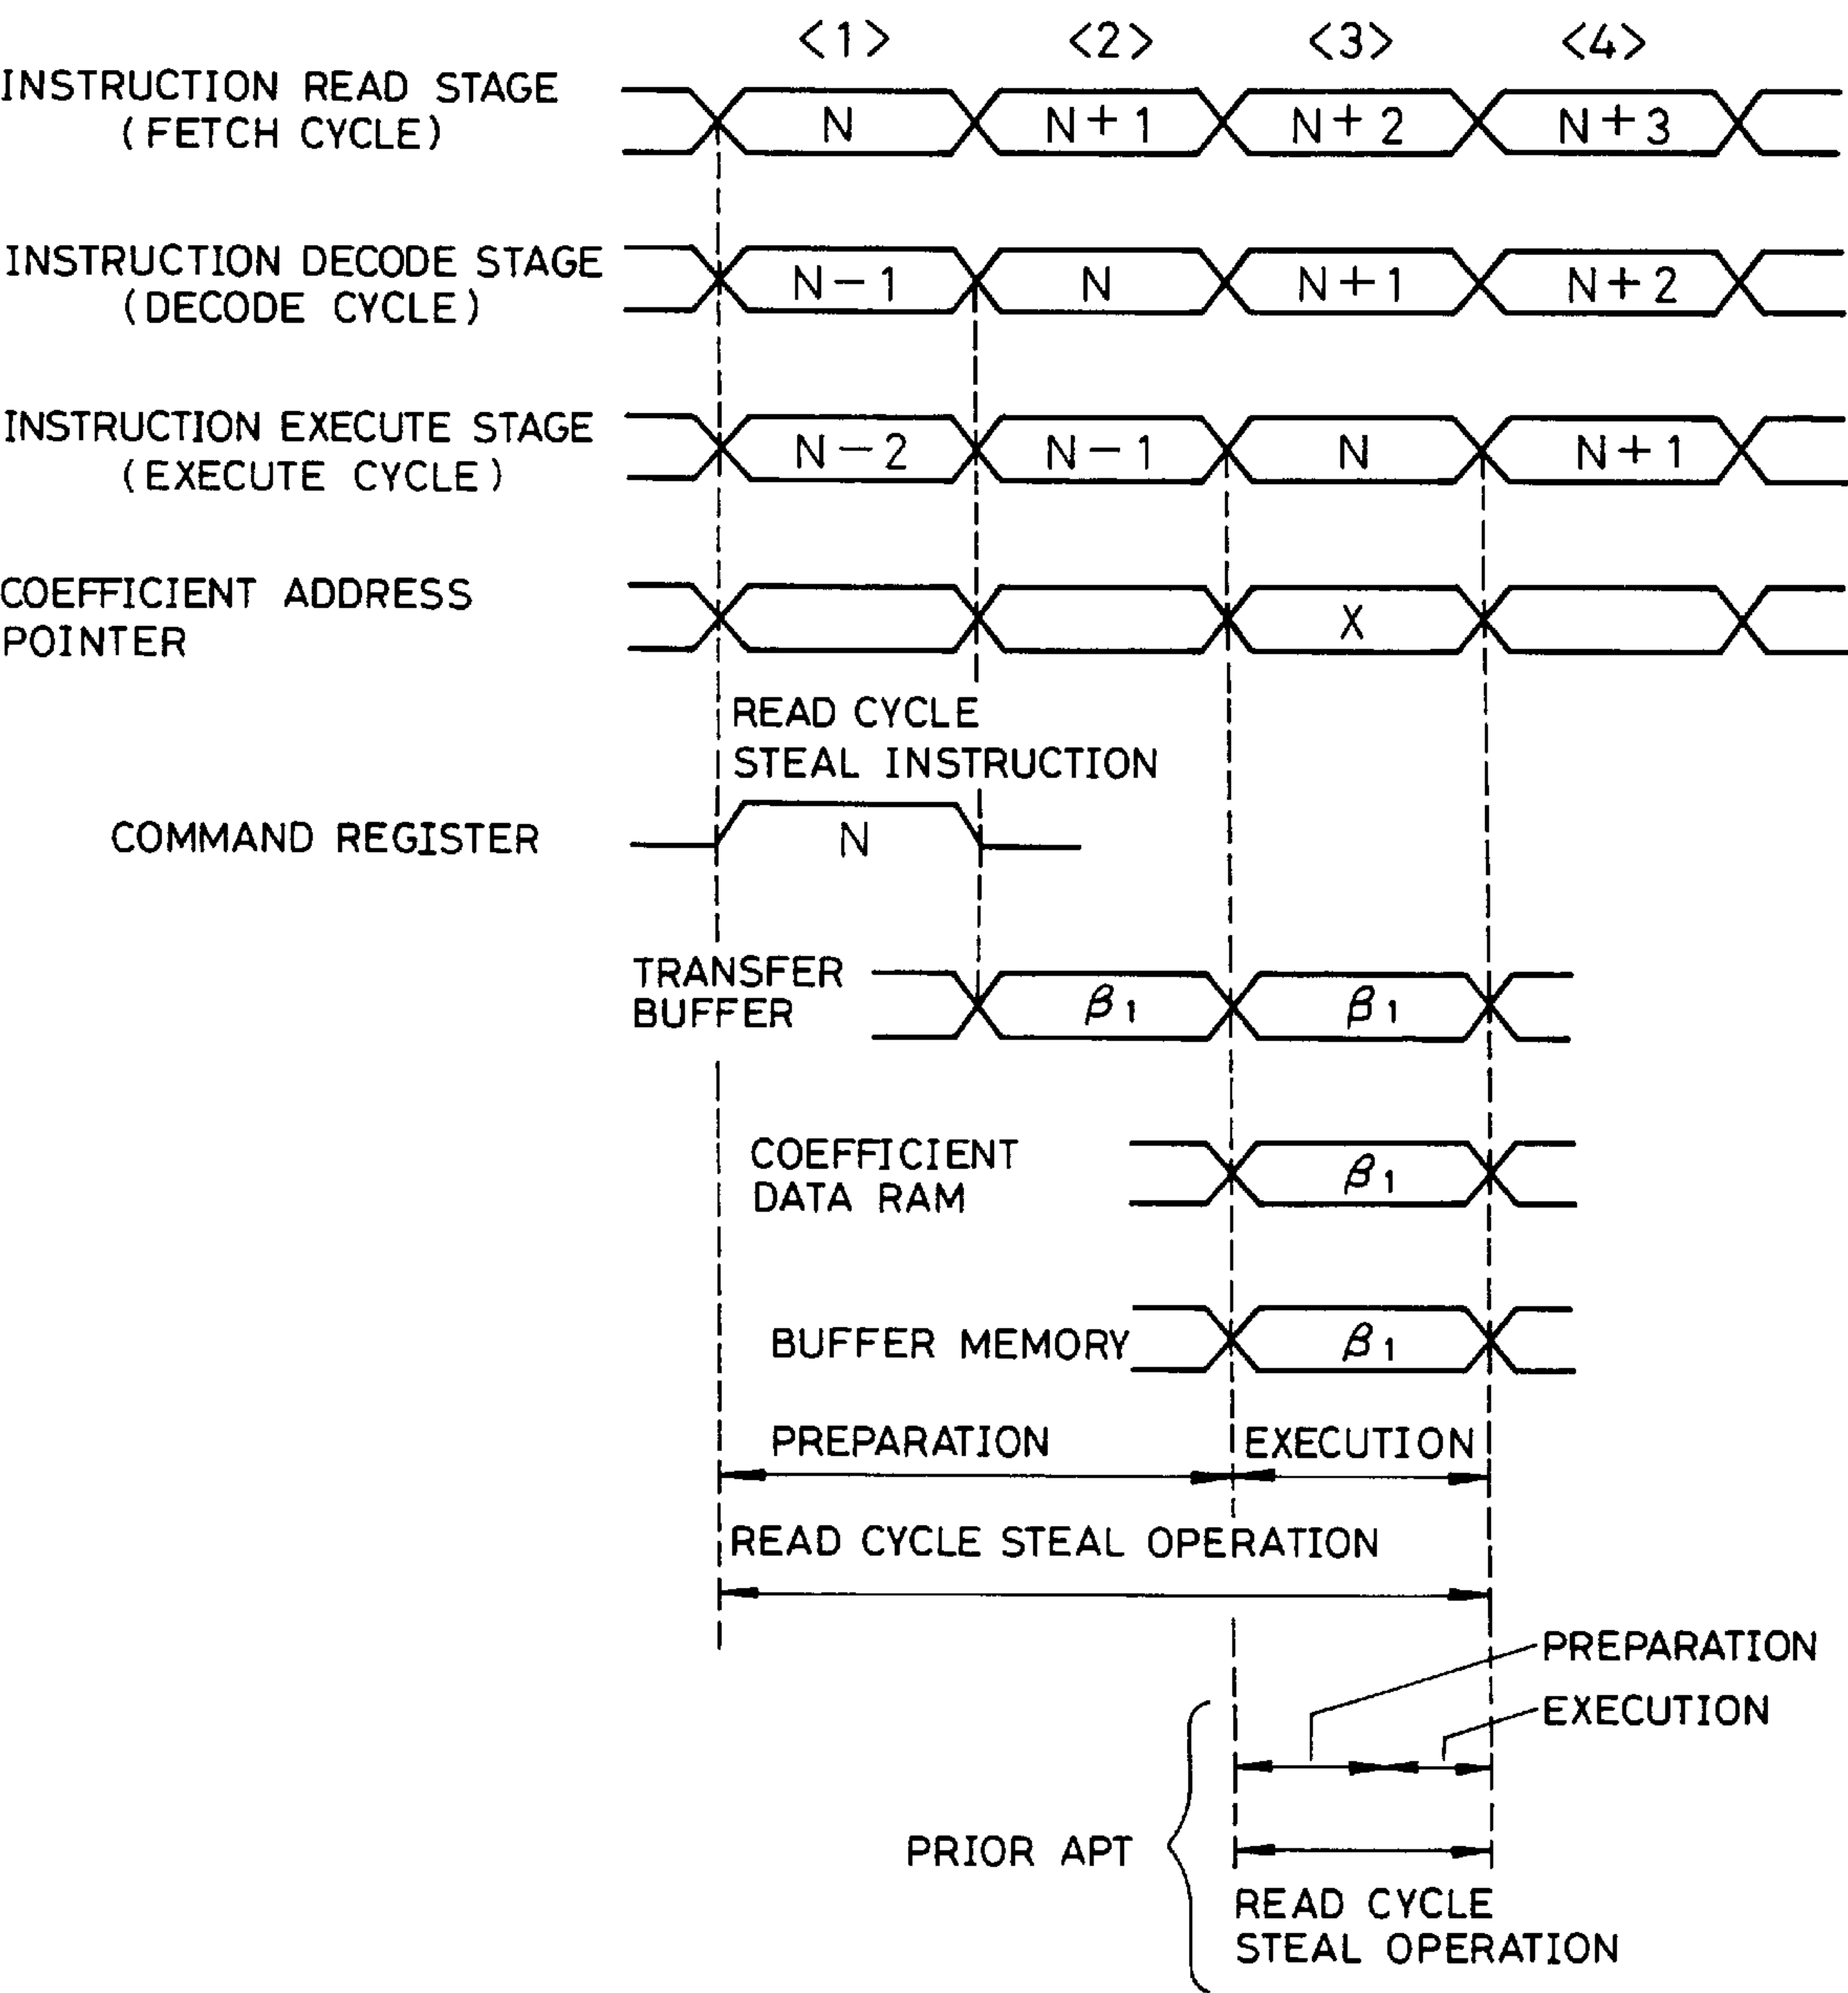 <1> <2> <3> <4>
INSTRUCTION READ STAGE
(FETCH CYCLE)
N N+1 N+2 N+3
INSTRUCTION DECODE STAGE
(DECODE CYCLE)
N-1 N N+1 N+2
INSTRUCTION EXECUTE STAGE
(EXECUTE CYCLE)
N-2 N-1 N N+1
COEFFICIENT ADDRESS
POINTER
X
READ CYCLE
STEAL INSTRUCTION
COMMAND REGISTER
N
TRANSFER
BUFFER
β1 β1
COEFFICIENT
DATA RAM
β1
BUFFER MEMORY
β1
PREPARATION EXECUTION
READ CYCLE STEAL OPERATION
PREPARATION
EXECUTION
PRIOR APT
READ CYCLE
STEAL OPERATION